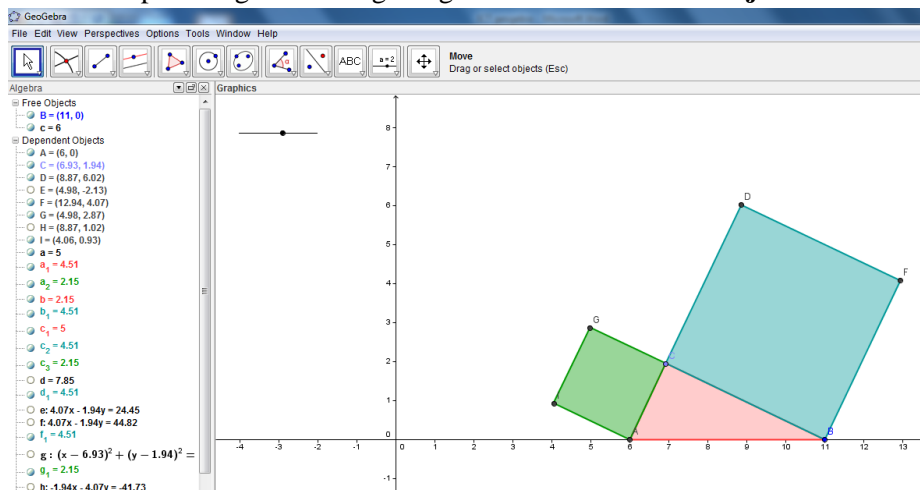 GeoGebra
File Edit View Perspectives Options Tools Window Help
ABC
a = 2
Move
Drag or select objects (Esc)
Algebra
Graphics
Free Objects
B = (11, 0)
c = 6
Dependent Objects
A = (6, 0)
C = (6.93, 1.94)
D = (8.87, 6.02)
E = (4.98, -2.13)
F = (12.94, 4.07)
G = (4.98, 2.87)
H = (8.87, 1.02)
I = (4.06, 0.93)
a = 5
a₁ = 4.51
a₂ = 2.15
b = 2.15
b₁ = 4.51
c₁ = 5
c₂ = 4.51
c₃ = 2.15
d = 7.85
d₁ = 4.51
e: 4.07x - 1.94y = 24.45
f: 4.07x - 1.94y = 44.82
f₁ = 4.51
g : (x − 6.93)² + (y − 1.94)² =
g₁ = 2.15
h: -1.94x - 4.07y = -41.73
8
7
6
5
4
3
2
1
0
-1
-4 -3 -2 -1 0 1 2 3 4 5 6 7 8 9 10 11 12 13
D
F
G
C
A
B